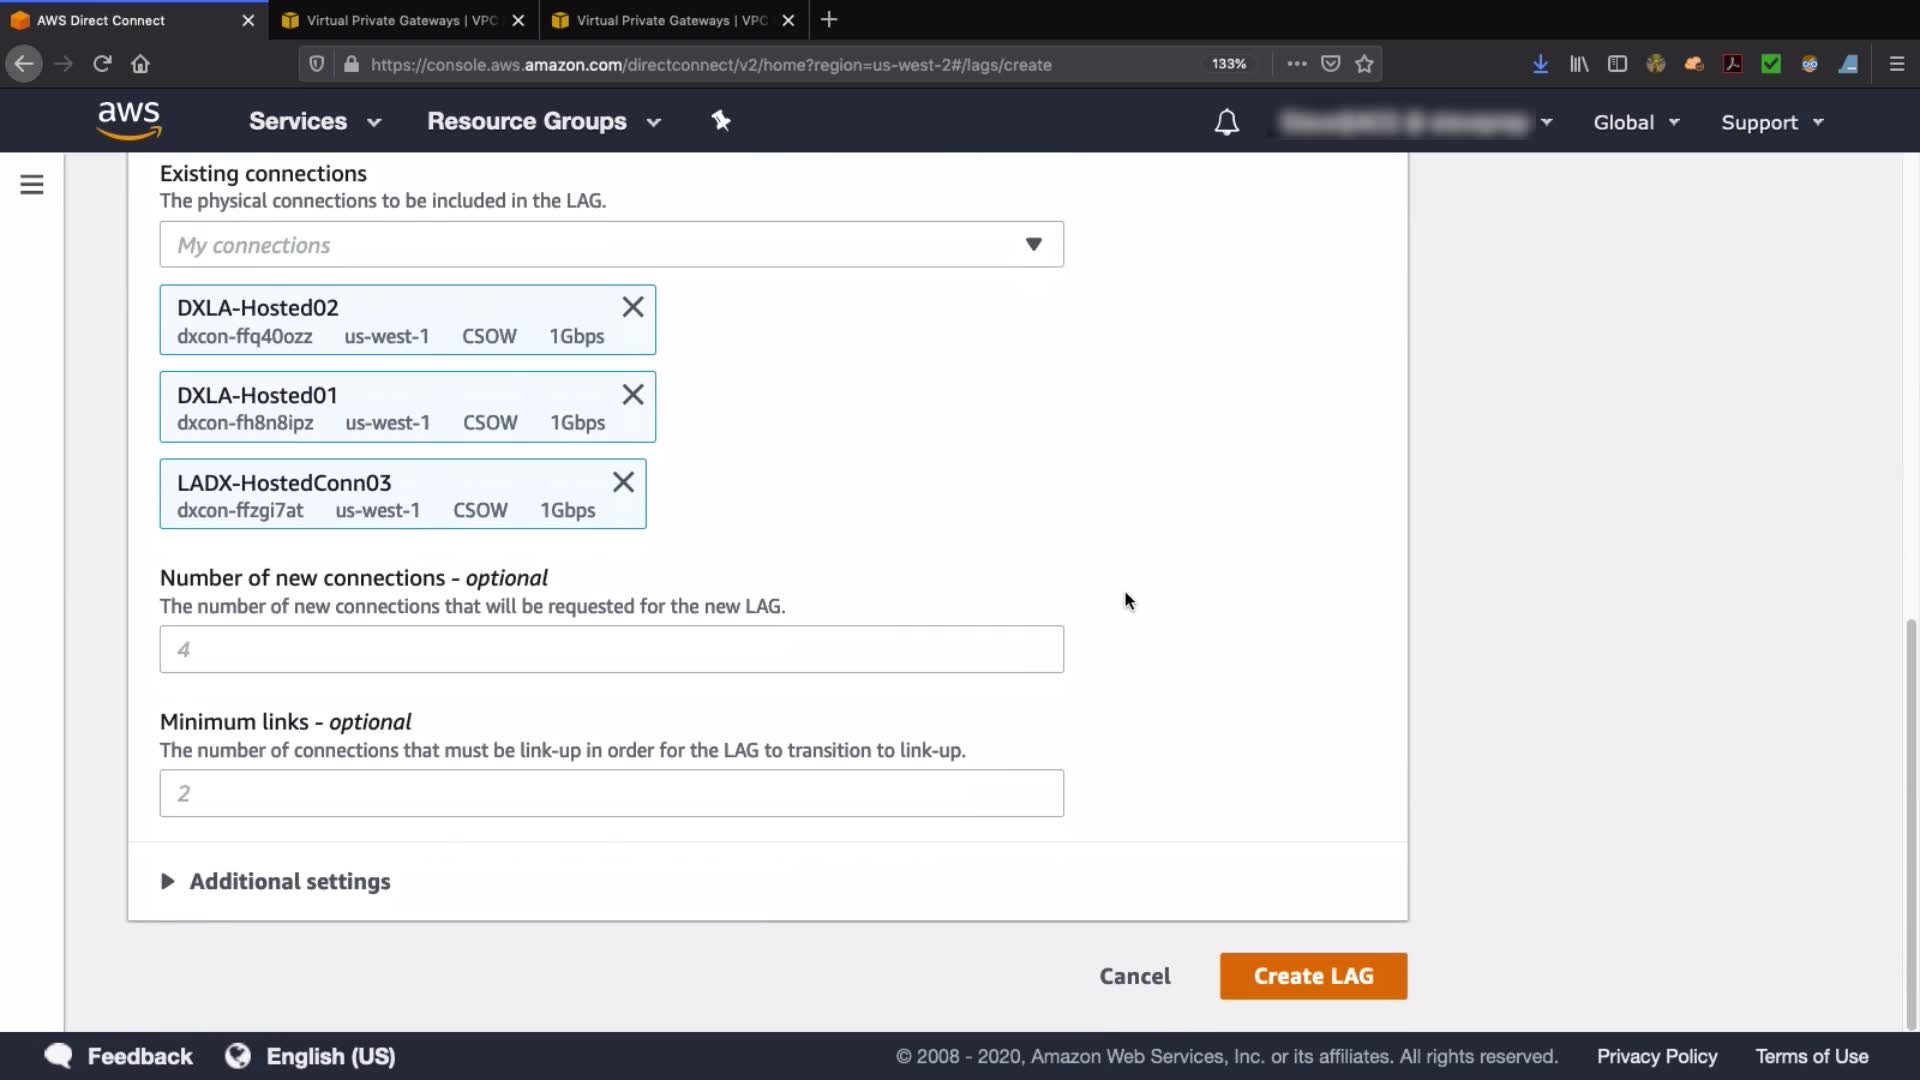 AWS Direct Connect
Virtual Private Gateways | VPC
Virtual Private Gateways | VPC
https://console.aws.amazon.com/directconnect/v2/home?region=us-west-2#/lags/create
133%
aws
Services
Resource Groups
Global
Support
Existing connections
The physical connections to be included in the LAG.
My connections
DXLA-Hosted02
dxcon-ffq40ozz us-west-1 CSOW 1Gbps
DXLA-Hosted01
dxcon-fh8n8ipz us-west-1 CSOW 1Gbps
LADX-HostedConn03
dxcon-ffzgi7at us-west-1 CSOW 1Gbps
Number of new connections - optional
The number of new connections that will be requested for the new LAG.
4
Minimum links - optional
The number of connections that must be link-up in order for the LAG to transition to link-up.
2
Additional settings
Cancel
Create LAG
Feedback
English (US)
© 2008 - 2020, Amazon Web Services, Inc. or its affiliates. All rights reserved.
Privacy Policy
Terms of Use